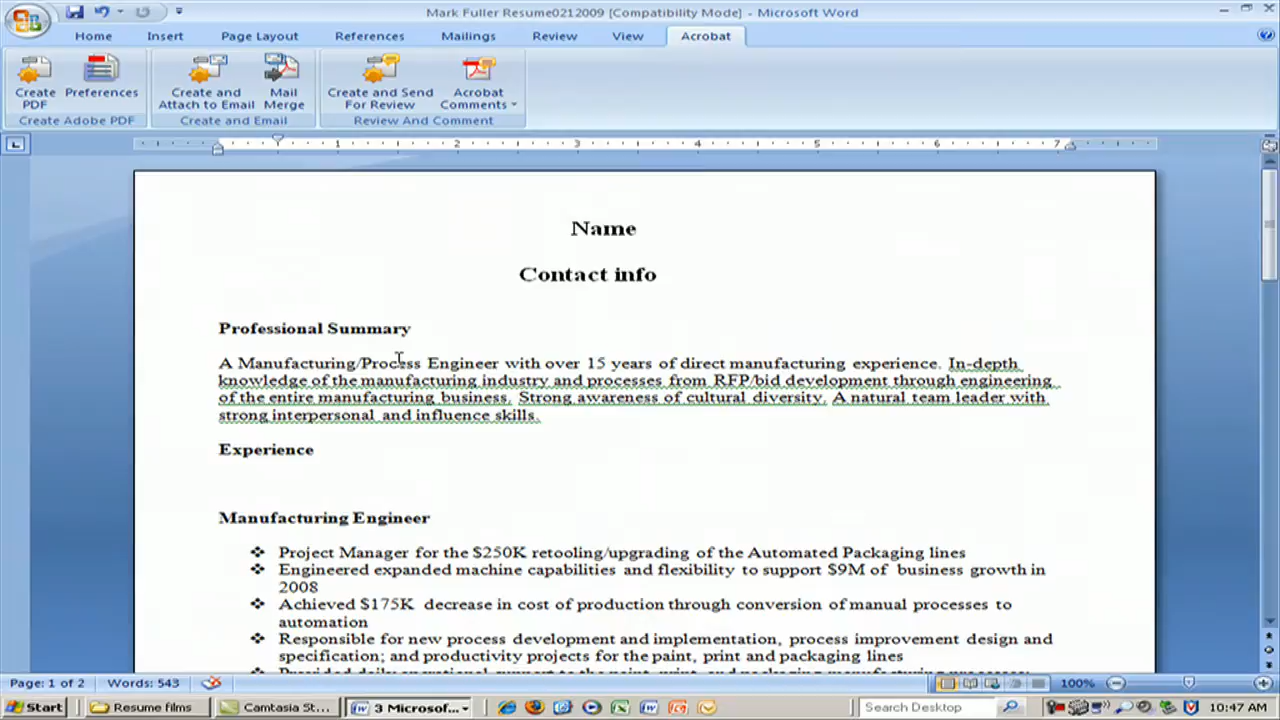 Mark Fuller Resume0212009 [Compatibility Mode] - Microsoft Word
Home Insert Page Layout References Mailings Review View Acrobat
Create PDF
Preferences
Create and Attach to Email
Mail Merge
Create and Send For Review
Acrobat Comments
Create Adobe PDF Create and Email Review And Comment
1 2 3 4 5 6 7
Name
Contact info
Professional Summary
A Manufacturing/Process Engineer with over 15 years of direct manufacturing experience. In-depth
knowledge of the manufacturing industry and processes from RFP/bid development through engineering
of the entire manufacturing business. Strong awareness of cultural diversity. A natural team leader with
strong interpersonal and influence skills.
Experience
Manufacturing Engineer
❖ Project Manager for the $250K retooling/upgrading of the Automated Packaging lines
❖ Engineered expanded machine capabilities and flexibility to support $9M of business growth in
2008
❖ Achieved $175K decrease in cost of production through conversion of manual processes to
automation
❖ Responsible for new process development and implementation, process improvement design and
specification; and productivity projects for the paint, print and packaging lines
Page: 1 of 2 Words: 543 100%
Start Resume films Camtasia St... 3 Microsof... Search Desktop 10:47 AM